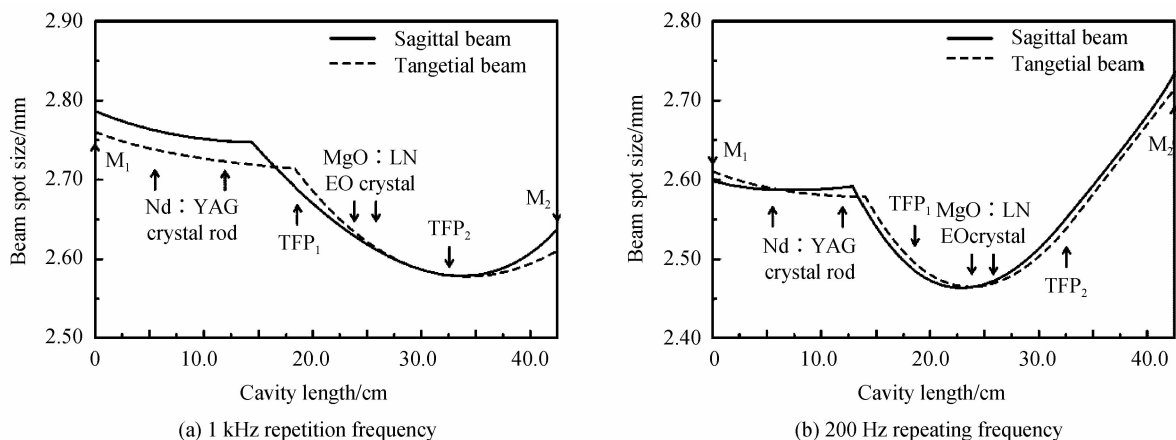 2.90
2.80
2.70
2.60
2.50
Beam spot size/mm
Sagittal beam
Tangetial beam
M₁
Nd：YAG
crystal rod
TFP₁
MgO：LN
EO crystal
TFP₂
M₂
0
10.0
20.0
30.0
40.0
Cavity length/cm
(a) 1 kHz repetition frequency
2.80
2.70
2.60
2.50
2.40
Beam spot size/mm
Sagittal beam
Tangetial beam
M₁
Nd：YAG
crystal rod
TFP₁
MgO：LN
EOcrystal
TFP₂
M₂
0
10.0
20.0
30.0
40.0
Cavity length/cm
(b) 200 Hz repeating frequency